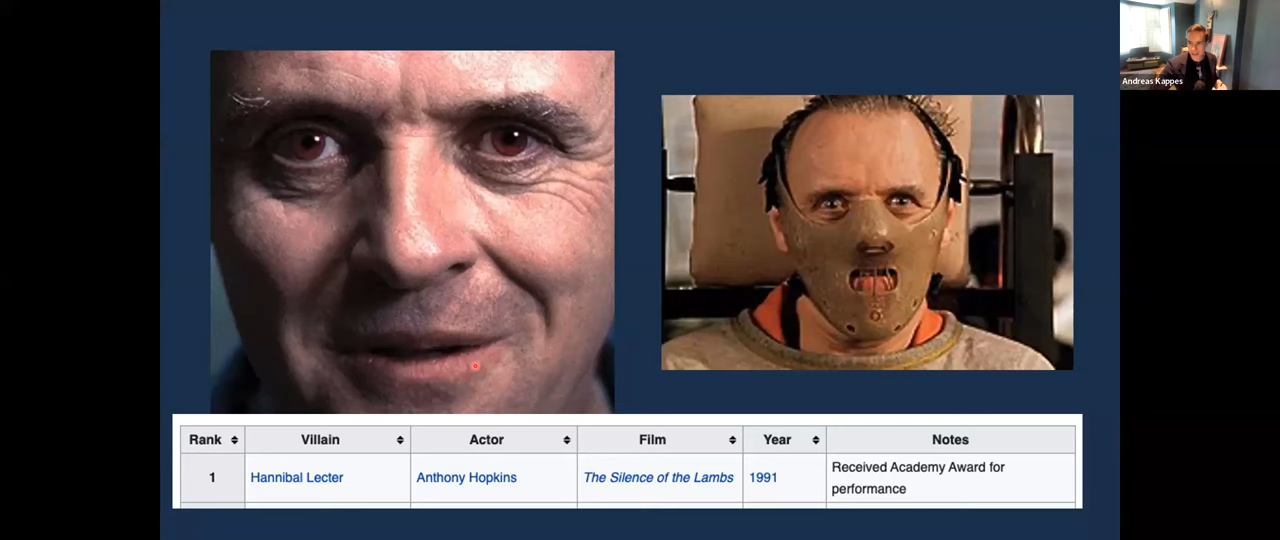 Andreas Kappes
Rank Villain Actor Film Year Notes
1 Hannibal Lecter Anthony Hopkins The Silence of the Lambs 1991 Received Academy Award for
performance